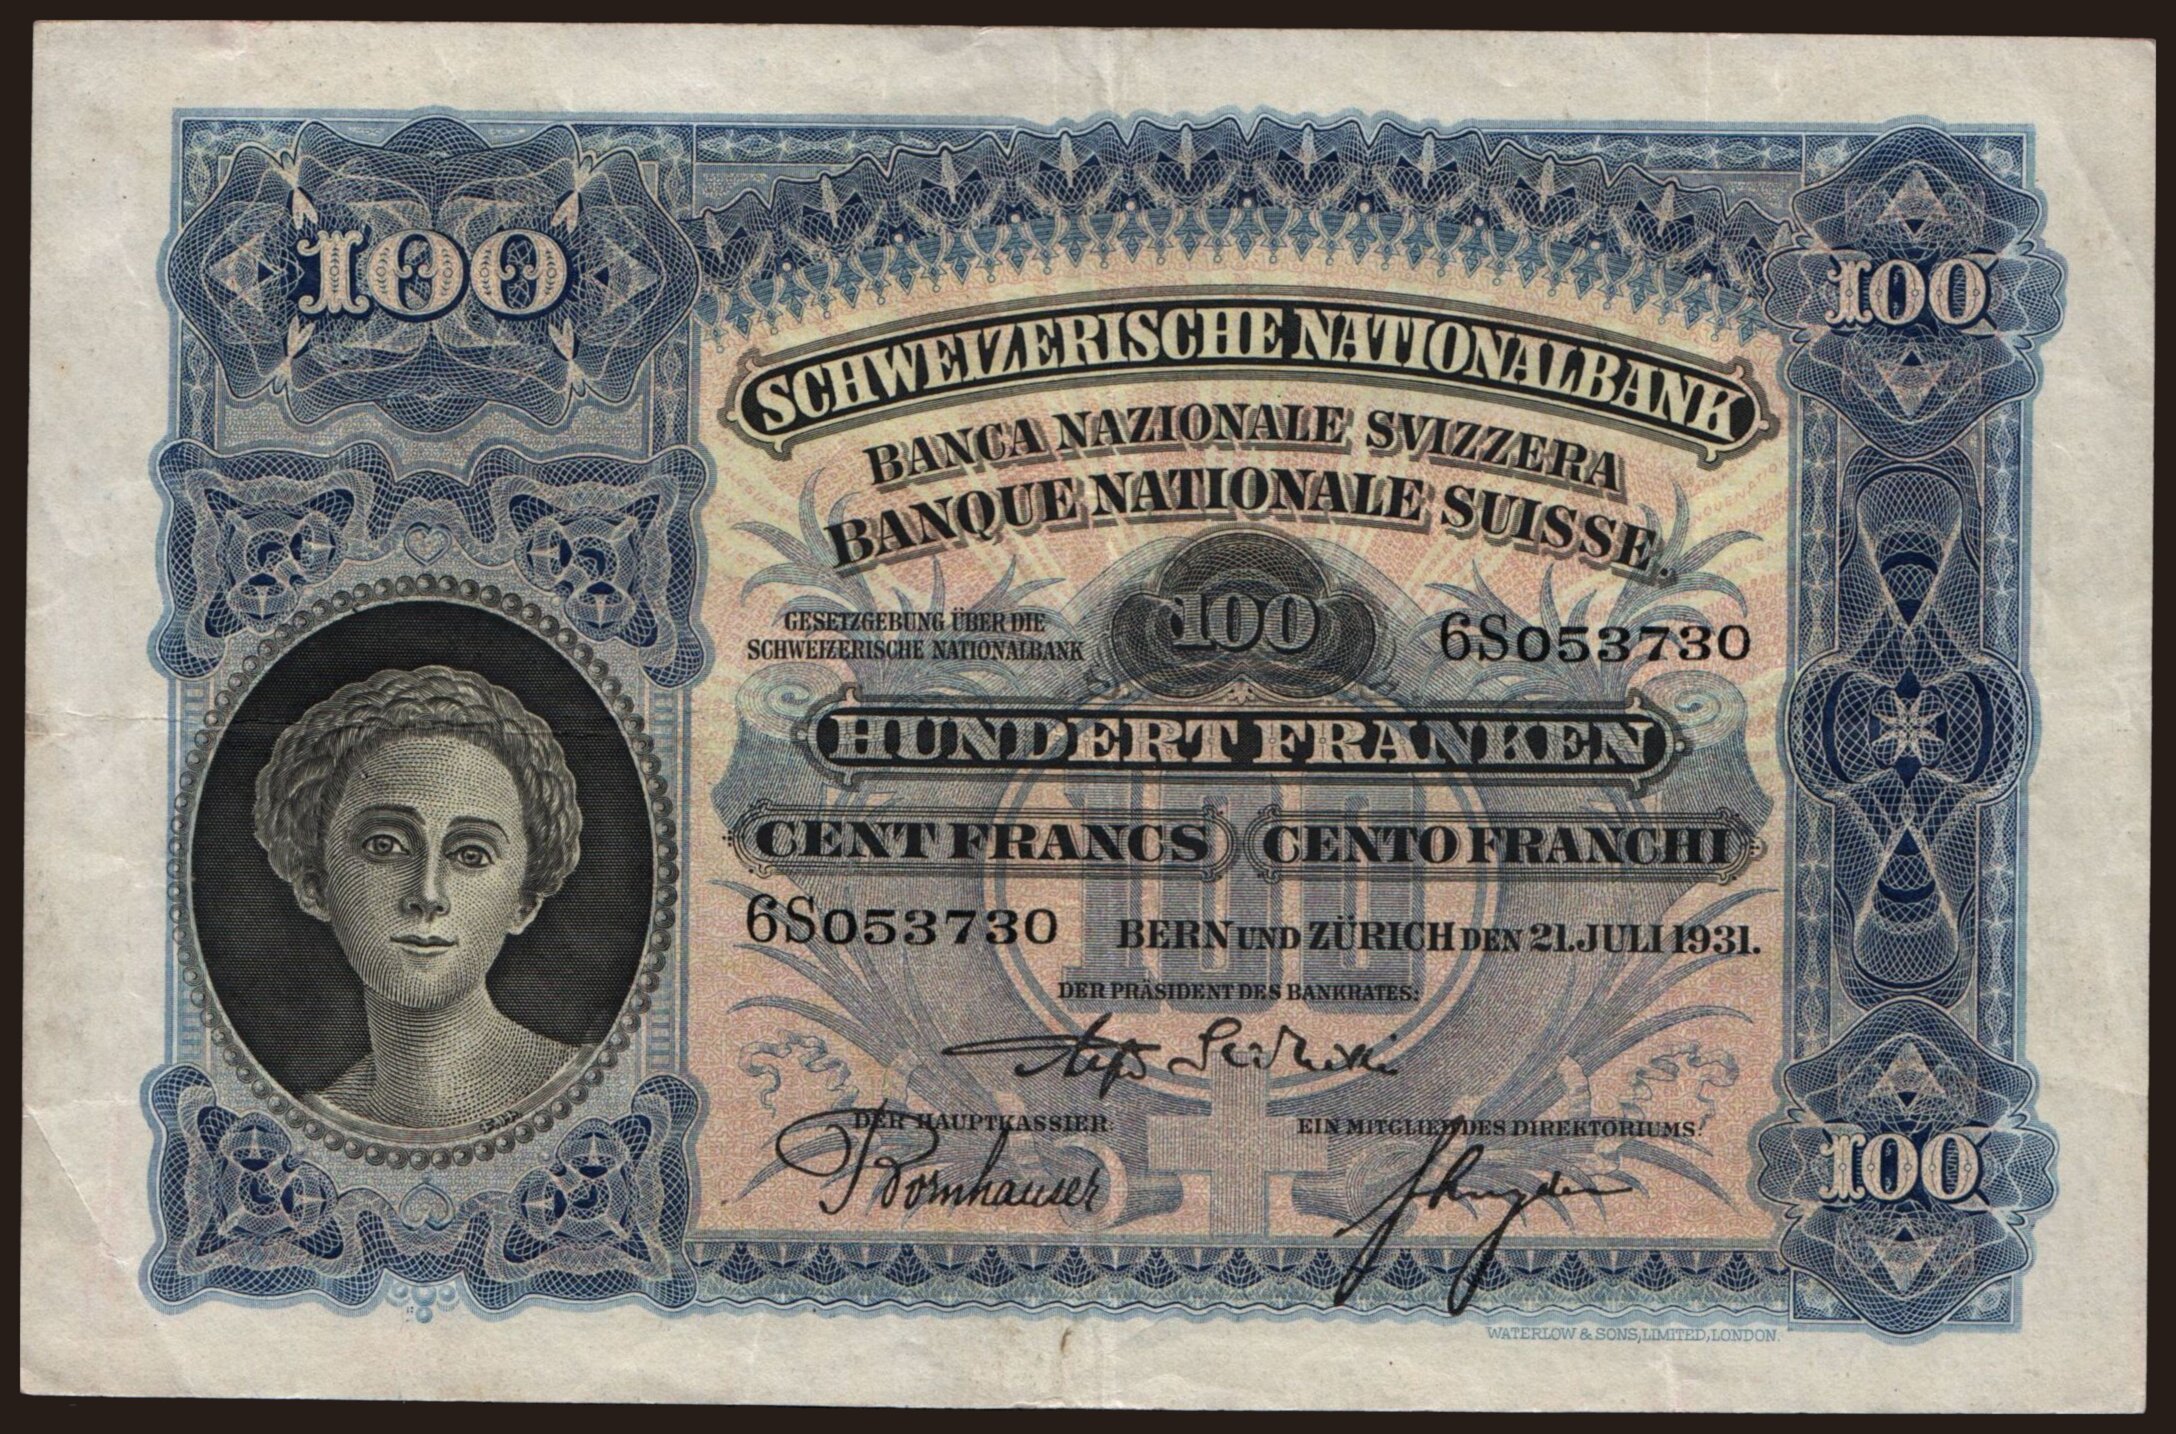 100
100
SCHWEIZERISCHE NATIONALBANK
BANCA NAZIONALE SVIZZERA
BANQUE NATIONALE SUISSE.
GESETZGEBUNG ÜBER DIE
SCHWEIZERISCHE NATIONALBANK
100
6S053730
HUNDERT FRANKEN
CENT FRANCS
CENTO FRANCHI
100
6S053730
BERN UND ZÜRICH DEN 21. JULI 1931.
DER PRÄSIDENT DES BANKRATES:
DER HAUPTKASSIER:
Bornhauser
EIN MITGLIED DES DIREKTORIUMS:
100
WATERLOW & SONS, LIMITED, LONDON.